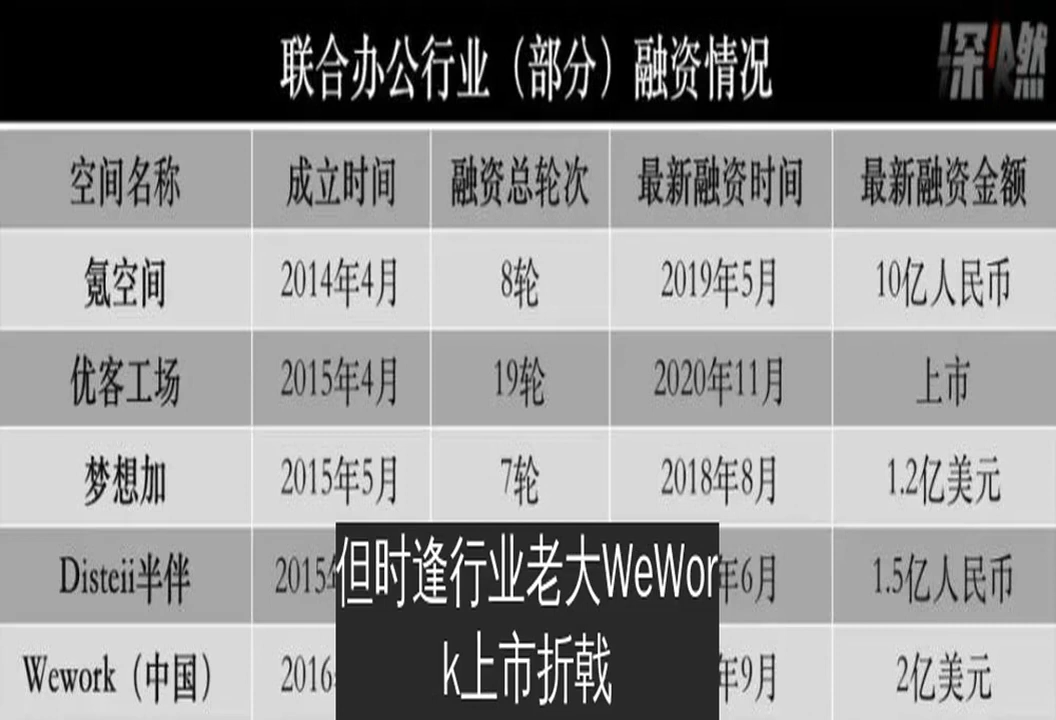 联合办公行业（部分）融资情况
深燃
空间名称 成立时间 融资总轮次 最新融资时间 最新融资金额
氪空间 2014年4月 8轮 2019年5月 10亿人民币
优客工场 2015年4月 19轮 2020年11月 上市
梦想加 2015年5月 7轮 2018年8月 1.2亿美元
Disteii半伴 2015年 年6月 1.5亿人民币
Wework（中国） 2016 年9月 2亿美元
但时逢行业老大WeWor
k上市折戟